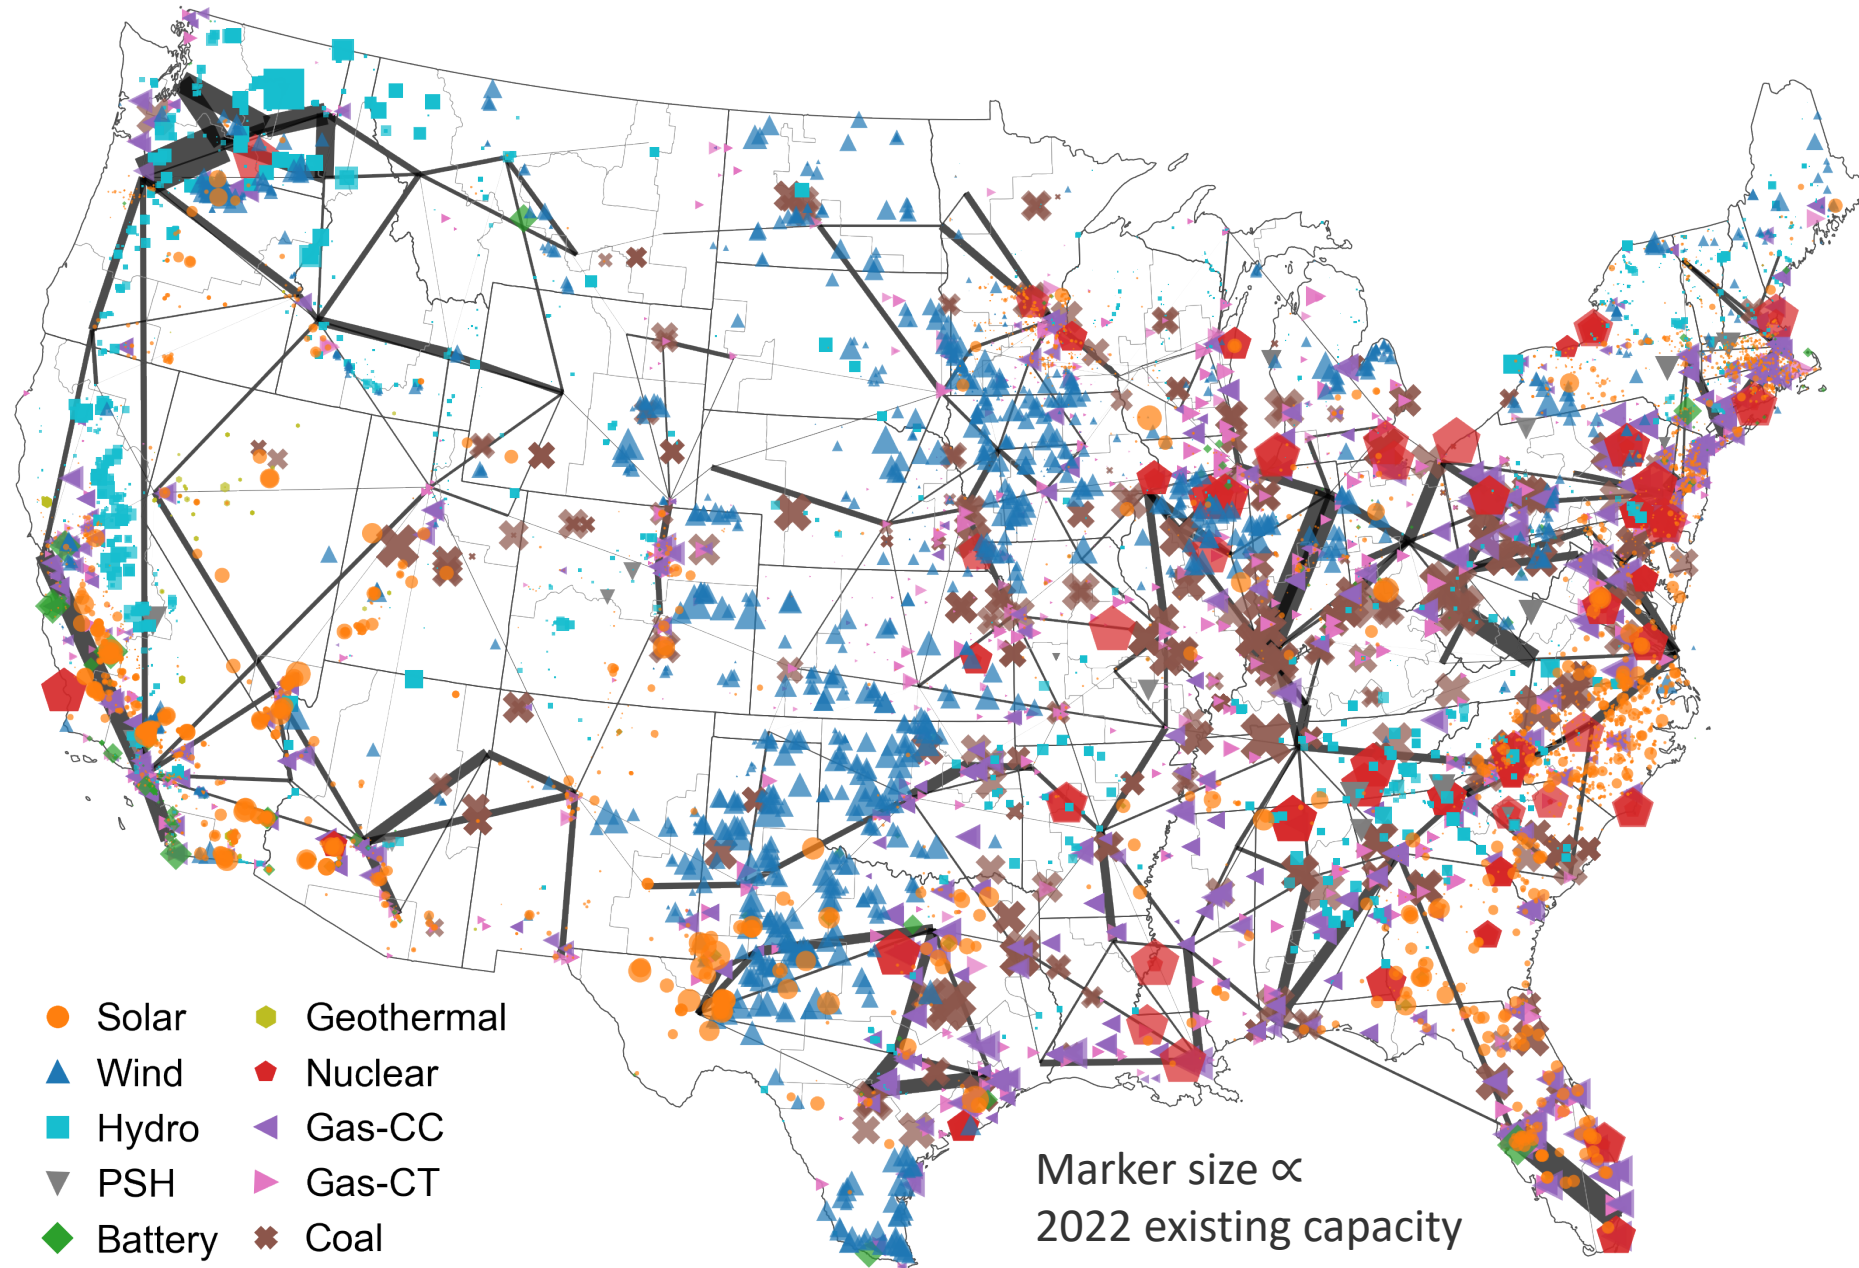 Solar
Wind
Hydro
PSH
Battery
Geothermal
Nuclear
Gas-CC
Gas-CT
Coal
Marker size ∝
2022 existing capacity